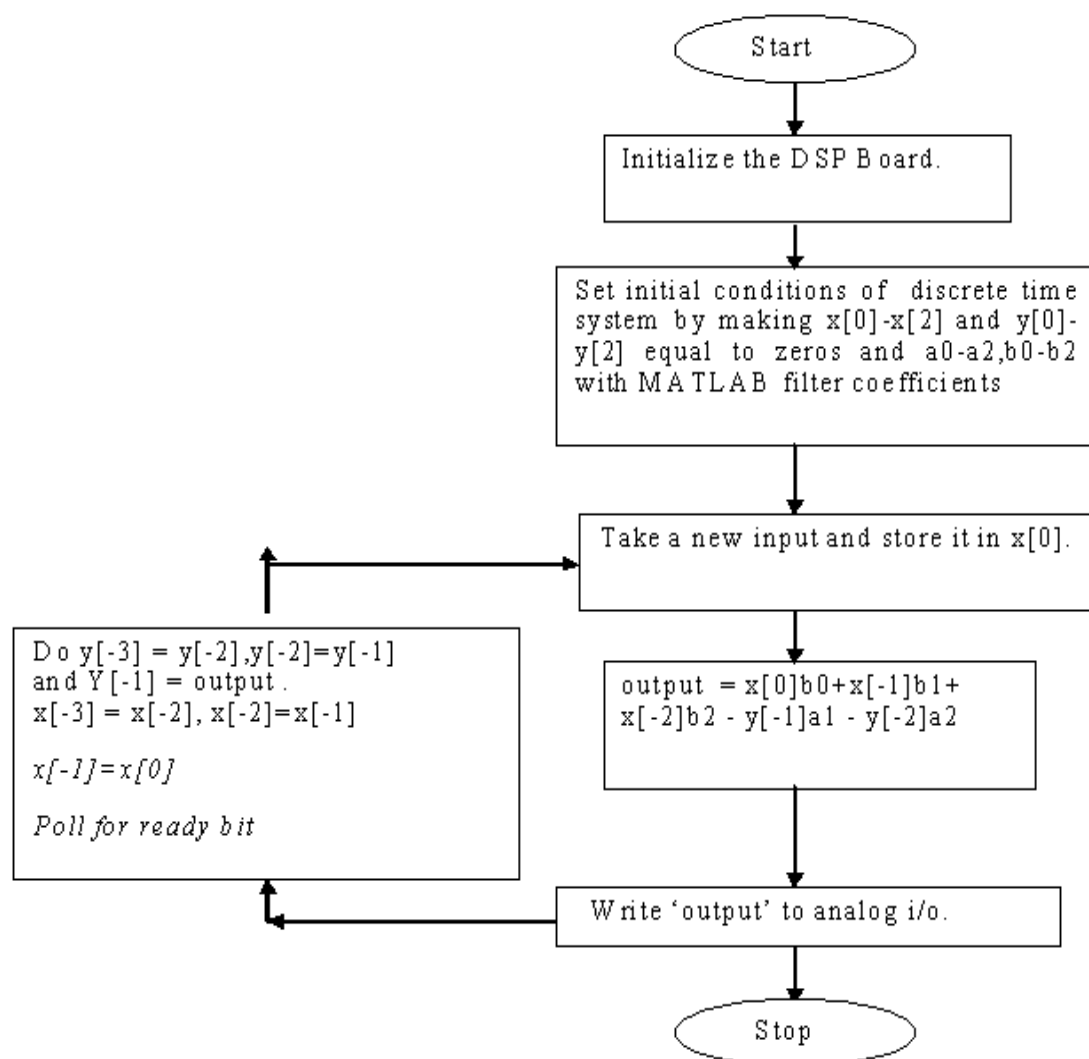 Start
Initialize the DSP Board.
Set initial conditions of discrete time
system by making x[0]-x[2] and y[0]-
y[2] equal to zeros and a0-a2,b0-b2
with MATLAB filter coefficients
Take a new input and store it in x[0].
Do y[-3] = y[-2],y[-2]=y[-1]
and Y[-1] = output.
x[-3] = x[-2], x[-2]=x[-1]
x[-1]=x[0]
Poll for ready bit
output = x[0]b0+x[-1]b1+
x[-2]b2 - y[-1]a1 - y[-2]a2
Write ‘output’ to analog i/o.
Stop